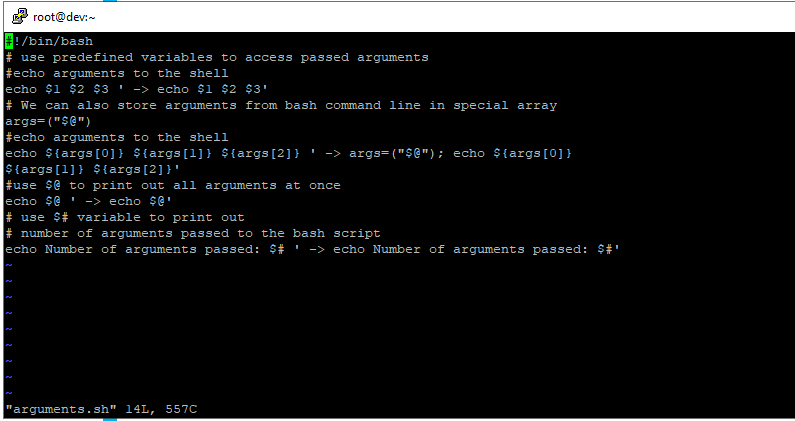 root@dev:~
#!/bin/bash
# use predefined variables to access passed arguments
#echo arguments to the shell
echo $1 $2 $3 ' -> echo $1 $2 $3'
# We can also store arguments from bash command line in special array
args=("$@")
#echo arguments to the shell
echo ${args[0]} ${args[1]} ${args[2]} ' -> args=("$@"); echo ${args[0]}
${args[1]} ${args[2]}'
#use $@ to print out all arguments at once
echo $@ ' -> echo $@'
# use $# variable to print out
# number of arguments passed to the bash script
echo Number of arguments passed: $# ' -> echo Number of arguments passed: $#'
~
~
~
~
~
~
~
~
~
"arguments.sh" 14L, 557C